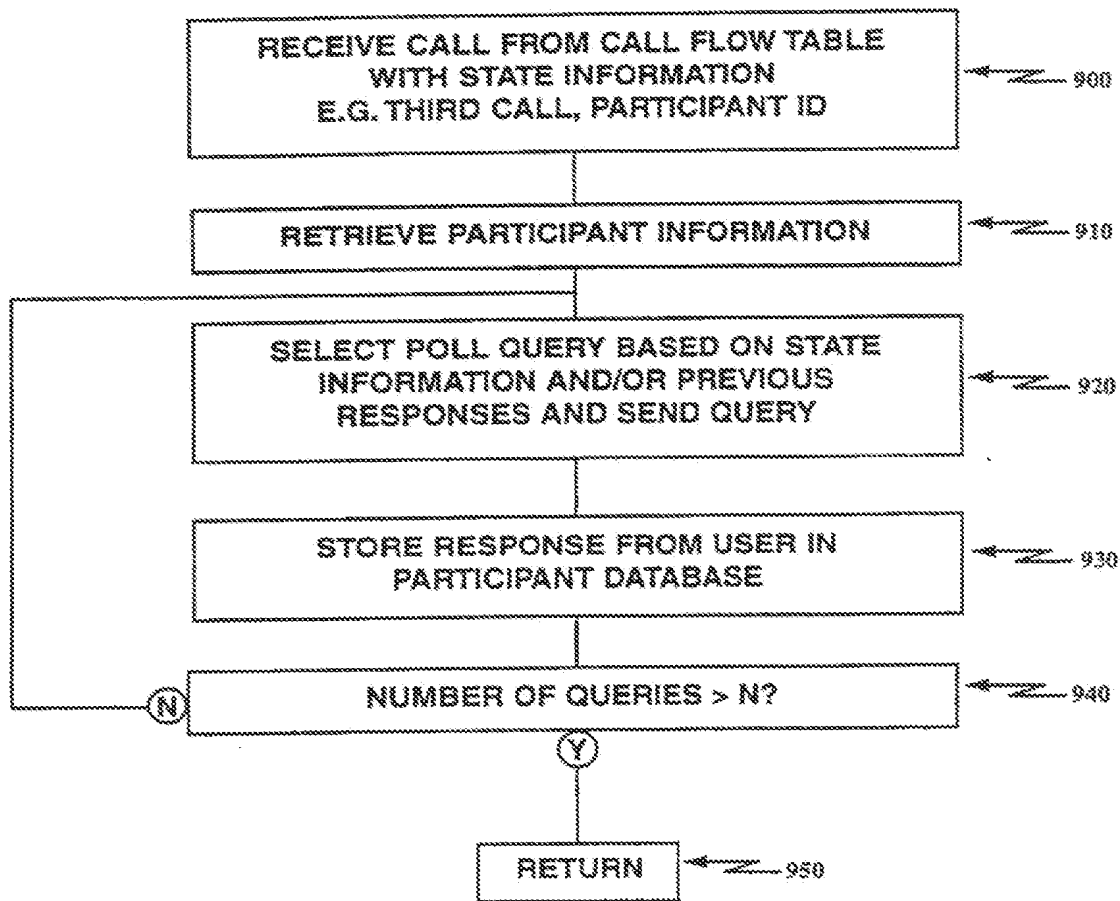 RECEIVE CALL FROM CALL FLOW TABLE
WITH STATE INFORMATION
E.G. THIRD CALL, PARTICIPANT ID
900
RETRIEVE PARTICIPANT INFORMATION
910
SELECT POLL QUERY BASED ON STATE
INFORMATION AND/OR PREVIOUS
RESPONSES AND SEND QUERY
920
STORE RESPONSE FROM USER IN
PARTICIPANT DATABASE
930
N
NUMBER OF QUERIES > N?
940
Y
RETURN
950